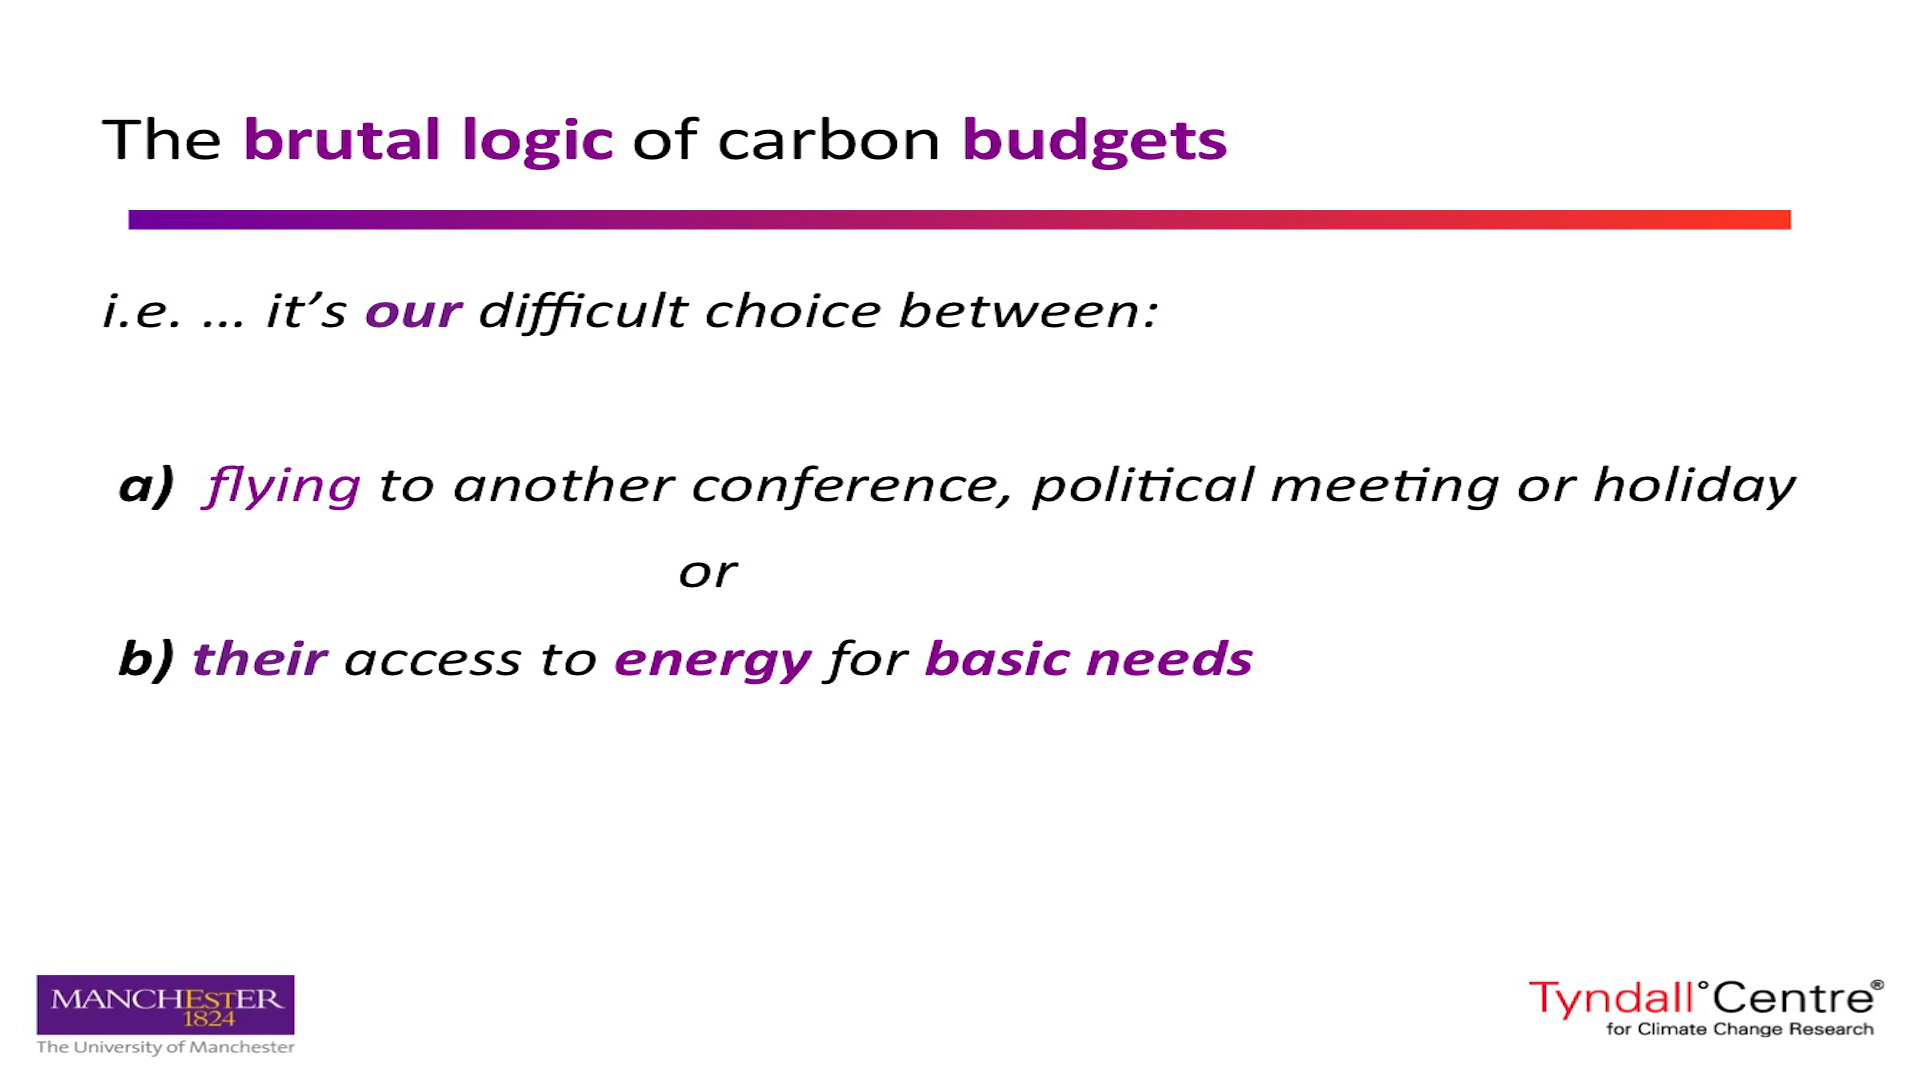 The brutal logic of carbon budgets
i.e. … it’s our difficult choice between:
a) flying to another conference, political meeting or holiday
or
b) their access to energy for basic needs
MANCHESTER
1824
The University of Manchester
Tyndall°Centre®
for Climate Change Research